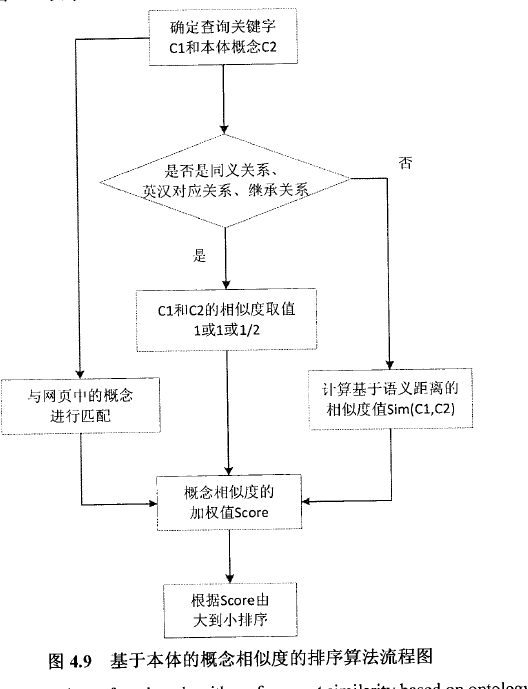 确定查询关键字
C1和本体概念C2
是否是同义关系、
英汉对应关系、继承关系
否
是
C1和C2的相似度取值
1或1或1/2
与网页中的概念
进行匹配
计算基于语义距离的
相似度值Sim(C1,C2)
概念相似度的
加权值Score
根据Score由
大到小排序
图 4.9 基于本体的概念相似度的排序算法流程图
similarity based on ontology